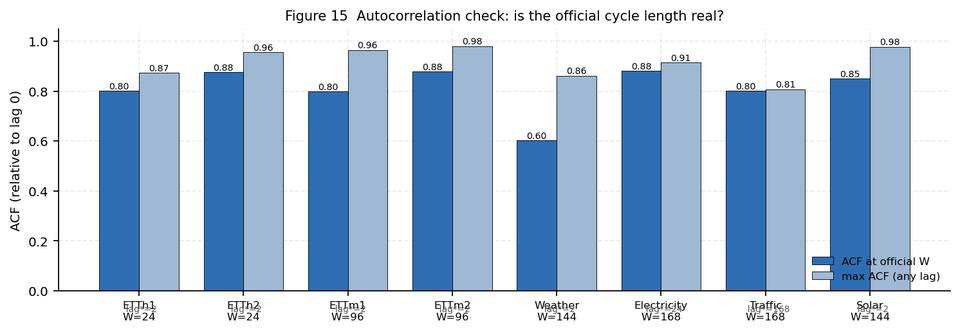 Figure 15 Autocorrelation check: is the official cycle length real?
ACF (relative to lag 0)
1.0
0.8
0.6
0.4
0.2
0.0
0.80
0.87
0.88
0.96
0.80
0.96
0.88
0.98
0.60
0.86
0.88
0.91
0.80
0.81
0.85
0.98
ACF at official W
max ACF (any lag)
ETTh1
ETTh2
ETTm1
ETTm2
Weather
Electricity
Traffic
Solar
W=24
W=24
W=96
W=96
W=144
W=168
W=168
W=144